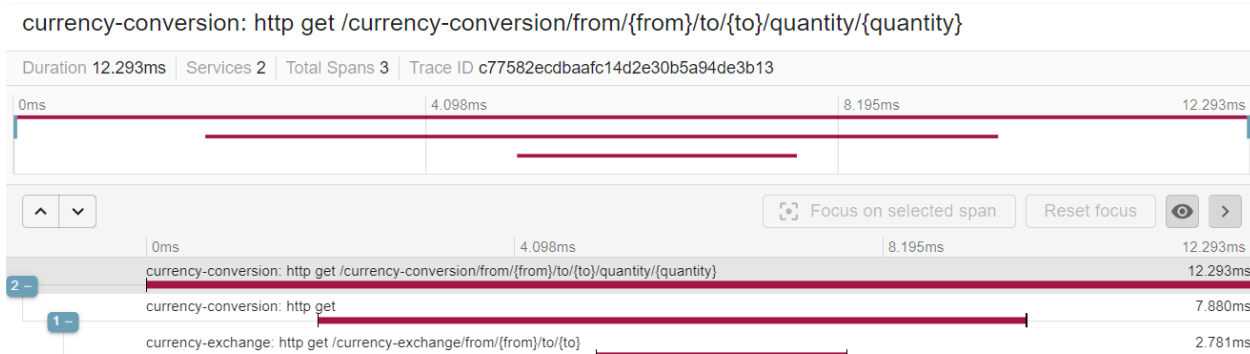 currency-conversion: http get /currency-conversion/from/{from}/to/{to}/quantity/{quantity}
Duration 12.293ms Services 2 Total Spans 3 Trace ID c77582ecdbaafc14d2e30b5a94de3b13
0ms 4.098ms 8.195ms 12.293ms
Focus on selected span Reset focus
0ms 4.098ms 8.195ms 12.293ms
currency-conversion: http get /currency-conversion/from/{from}/to/{to}/quantity/{quantity} 12.293ms
2 –
currency-conversion: http get 7.880ms
1 –
currency-exchange: http get /currency-exchange/from/{from}/to/{to} 2.781ms